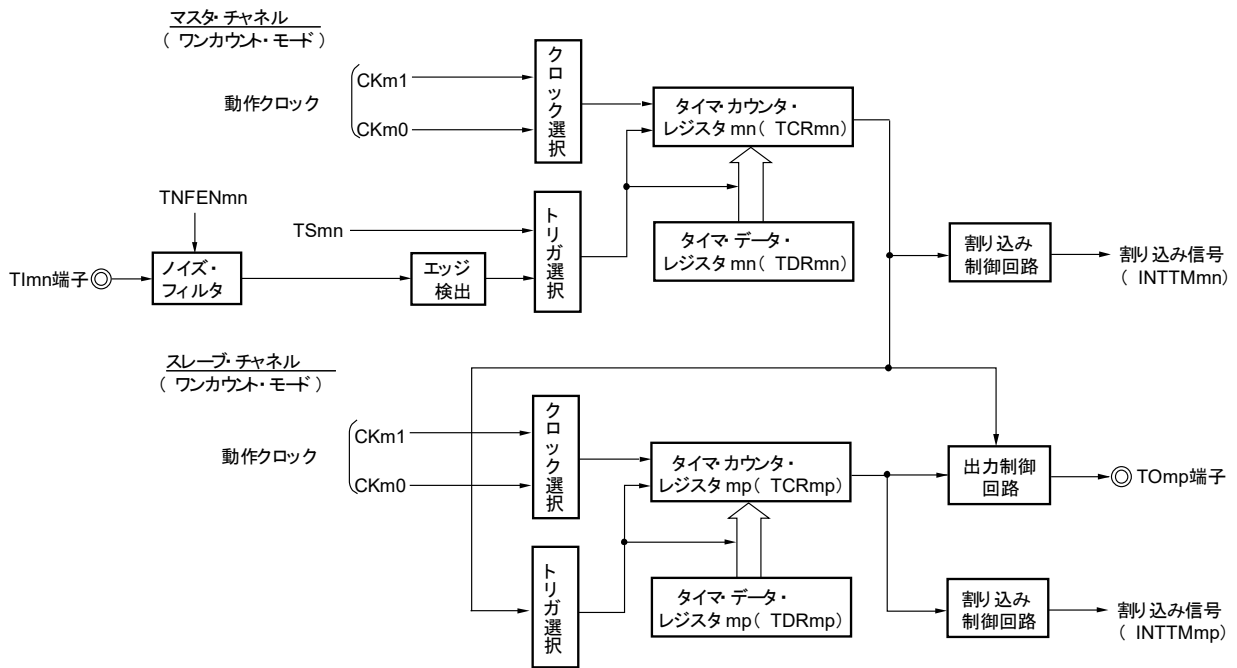 マスタ・チャネル
( ワンカウント・モード )
動作クロック
CKm1
CKm0
クロック選択
タイマ・カウンタ・
レジスタ mn( TCRmn)
TNFENmn
TSmn
トリガ選択
タイマ・データ・
レジスタ mn( TDRmn)
割り込み
制御回路
割り込み信号
( INTTMmn)
TImn端子
ノイズ・
フィルタ
エッジ
検出
スレーブ・チャネル
( ワンカウント・モード )
動作クロック
CKm1
CKm0
クロック選択
タイマ・カウンタ・
レジスタ mp( TCRmp)
出力制御
回路
TOmp端子
トリガ選択
タイマ・データ・
レジスタ mp( TDRmp)
割り込み
制御回路
割り込み信号
( INTTMmp)